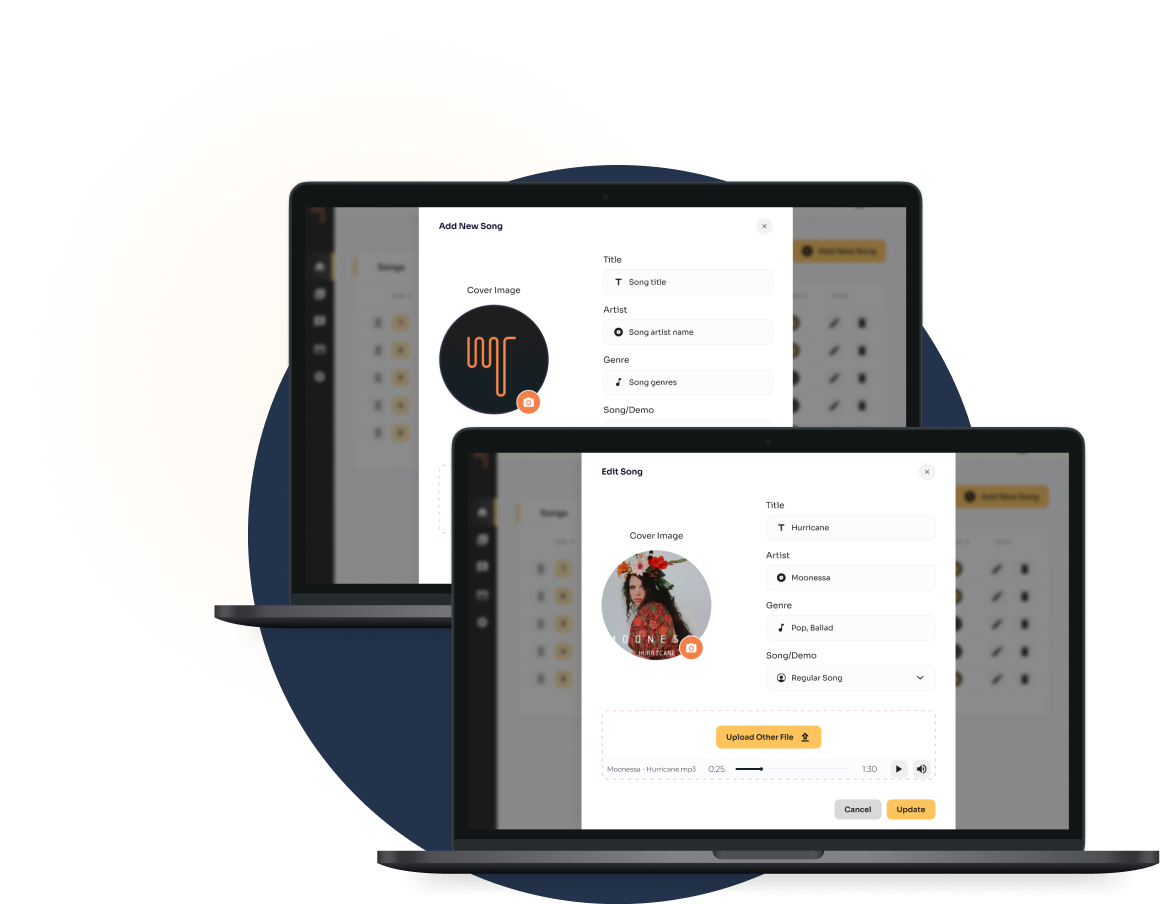 Add New Song
Songs
Add New Song
Cover Image
Title
Song title
Artist
Song artist name
Genre
Song genres
Song/Demo
Edit Song
Songs
Add New Song
Cover Image
HURRICANE
Title
Hurricane
Artist
Moonessa
Genre
Pop, Ballad
Song/Demo
Regular Song
Upload Other File
Moonessa - Hurricane.mp3 0:25 1:30
Cancel Update